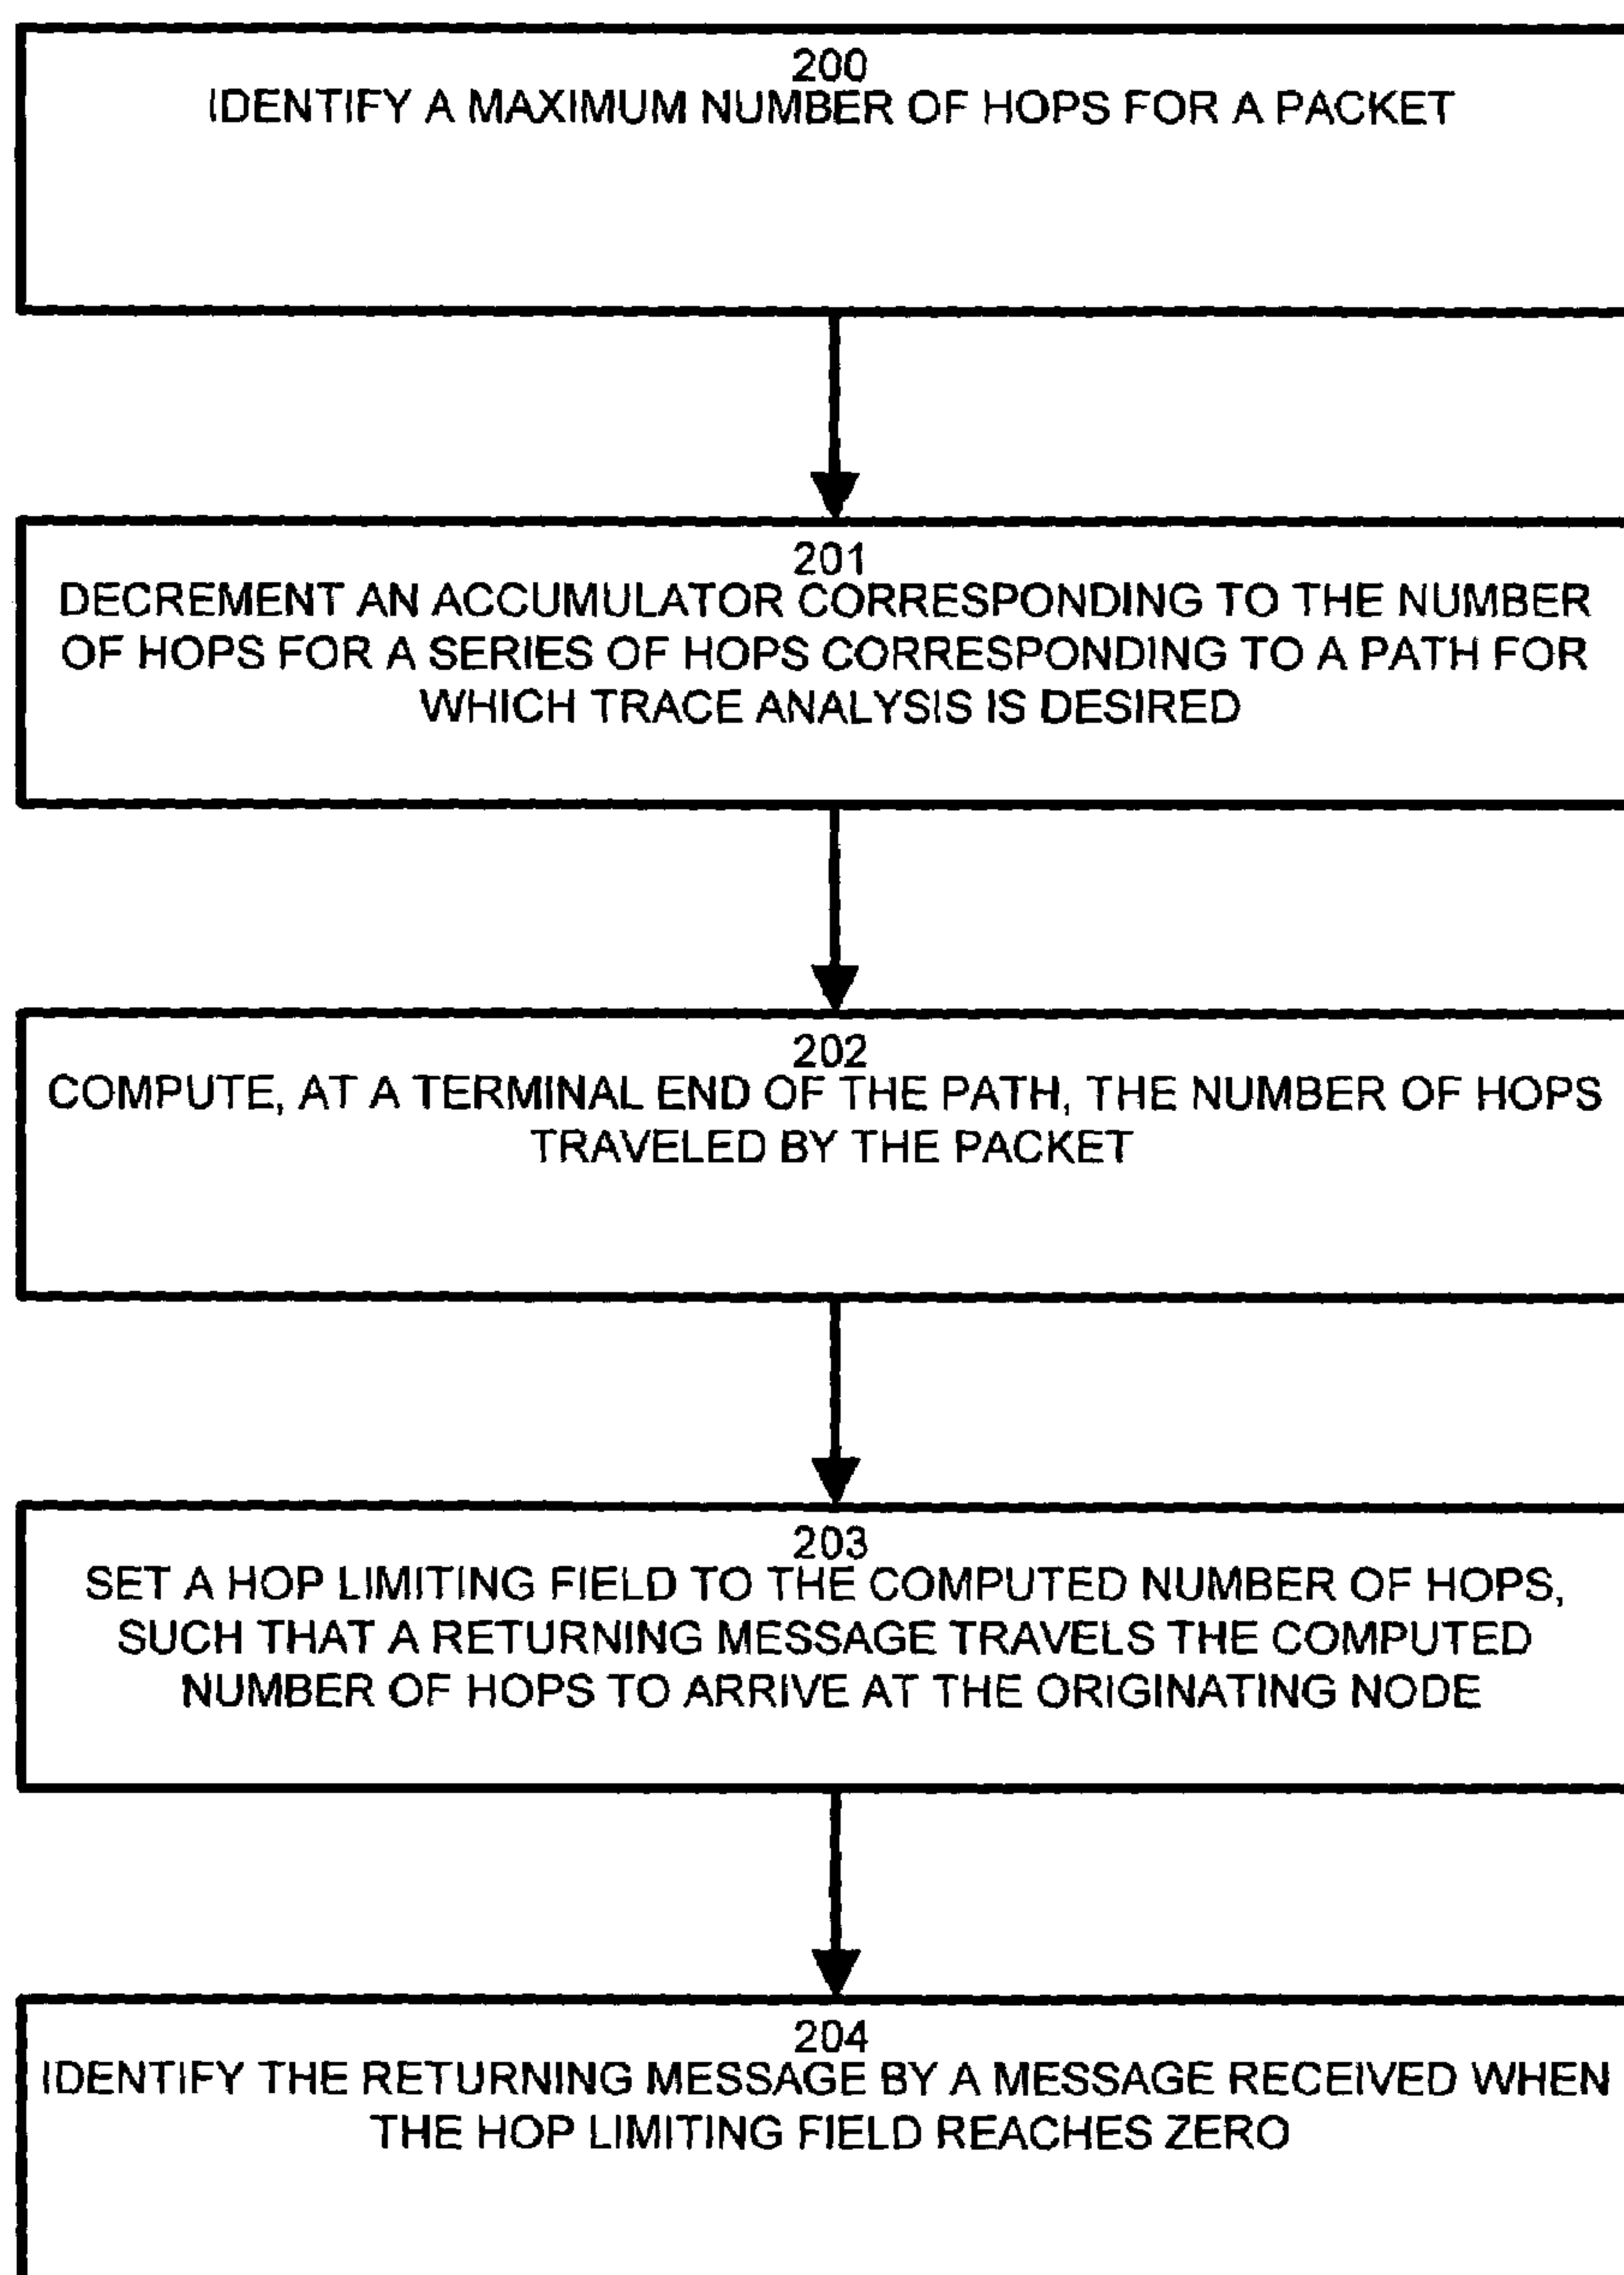 200
IDENTIFY A MAXIMUM NUMBER OF HOPS FOR A PACKET
201
DECREMENT AN ACCUMULATOR CORRESPONDING TO THE NUMBER
OF HOPS FOR A SERIES OF HOPS CORRESPONDING TO A PATH FOR
WHICH TRACE ANALYSIS IS DESIRED
202
COMPUTE, AT A TERMINAL END OF THE PATH, THE NUMBER OF HOPS
TRAVELED BY THE PACKET
203
SET A HOP LIMITING FIELD TO THE COMPUTED NUMBER OF HOPS,
SUCH THAT A RETURNING MESSAGE TRAVELS THE COMPUTED
NUMBER OF HOPS TO ARRIVE AT THE ORIGINATING NODE
204
IDENTIFY THE RETURNING MESSAGE BY A MESSAGE RECEIVED WHEN
THE HOP LIMITING FIELD REACHES ZERO